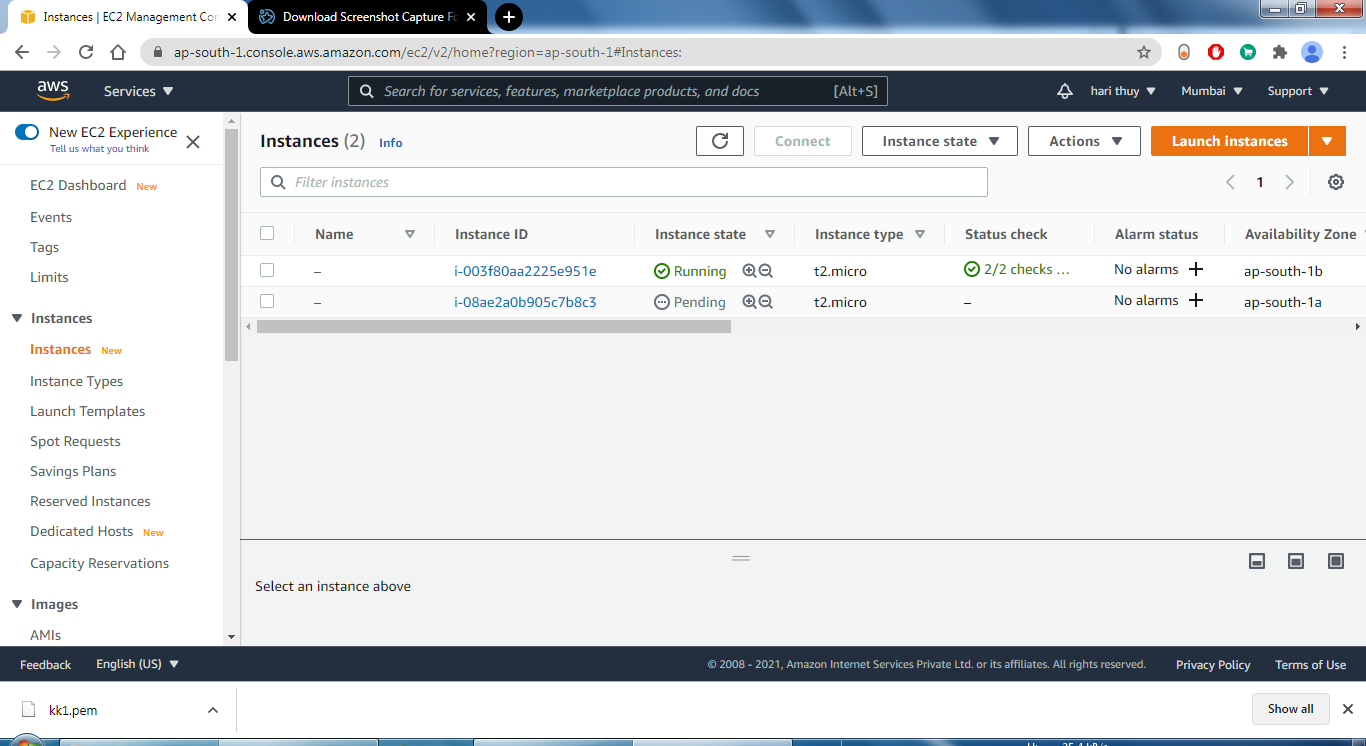 Instances | EC2 Management Cor
Download Screenshot Capture Fo
ap-south-1.console.aws.amazon.com/ec2/v2/home?region=ap-south-1#Instances:
aws Services Search for services, features, marketplace products, and docs [Alt+S] hari thuy Mumbai Support
New EC2 Experience
Tell us what you think
EC2 Dashboard New
Events
Tags
Limits
Instances
Instances New
Instance Types
Launch Templates
Spot Requests
Savings Plans
Reserved Instances
Dedicated Hosts New
Capacity Reservations
Images
AMIs
Instances (2) Info Connect Instance state Actions Launch instances
Filter instances 1
Name Instance ID Instance state Instance type Status check Alarm status Availability Zone
– i-003f80aa2225e951e Running t2.micro 2/2 checks ... No alarms + ap-south-1b
– i-08ae2a0b905c7b8c3 Pending t2.micro – No alarms + ap-south-1a
Select an instance above
Feedback English (US) © 2008 - 2021, Amazon Internet Services Private Ltd. or its affiliates. All rights reserved. Privacy Policy Terms of Use
kk1.pem Show all